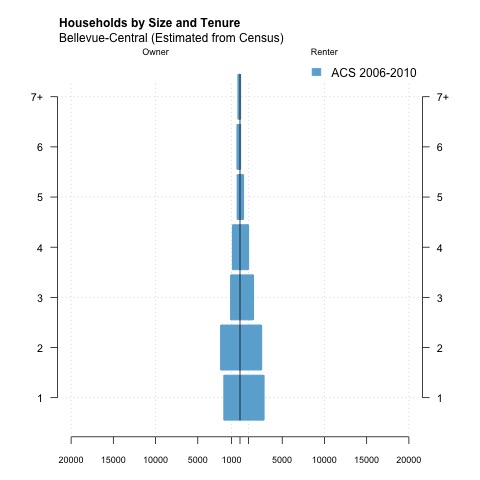 Households by Size and Tenure
Bellevue-Central (Estimated from Census)
Owner Renter
ACS 2006-2010
7+ 7+
6 6
5 5
4 4
3 3
2 2
1 1
20000 15000 10000 5000 1000 5000 10000 15000 20000